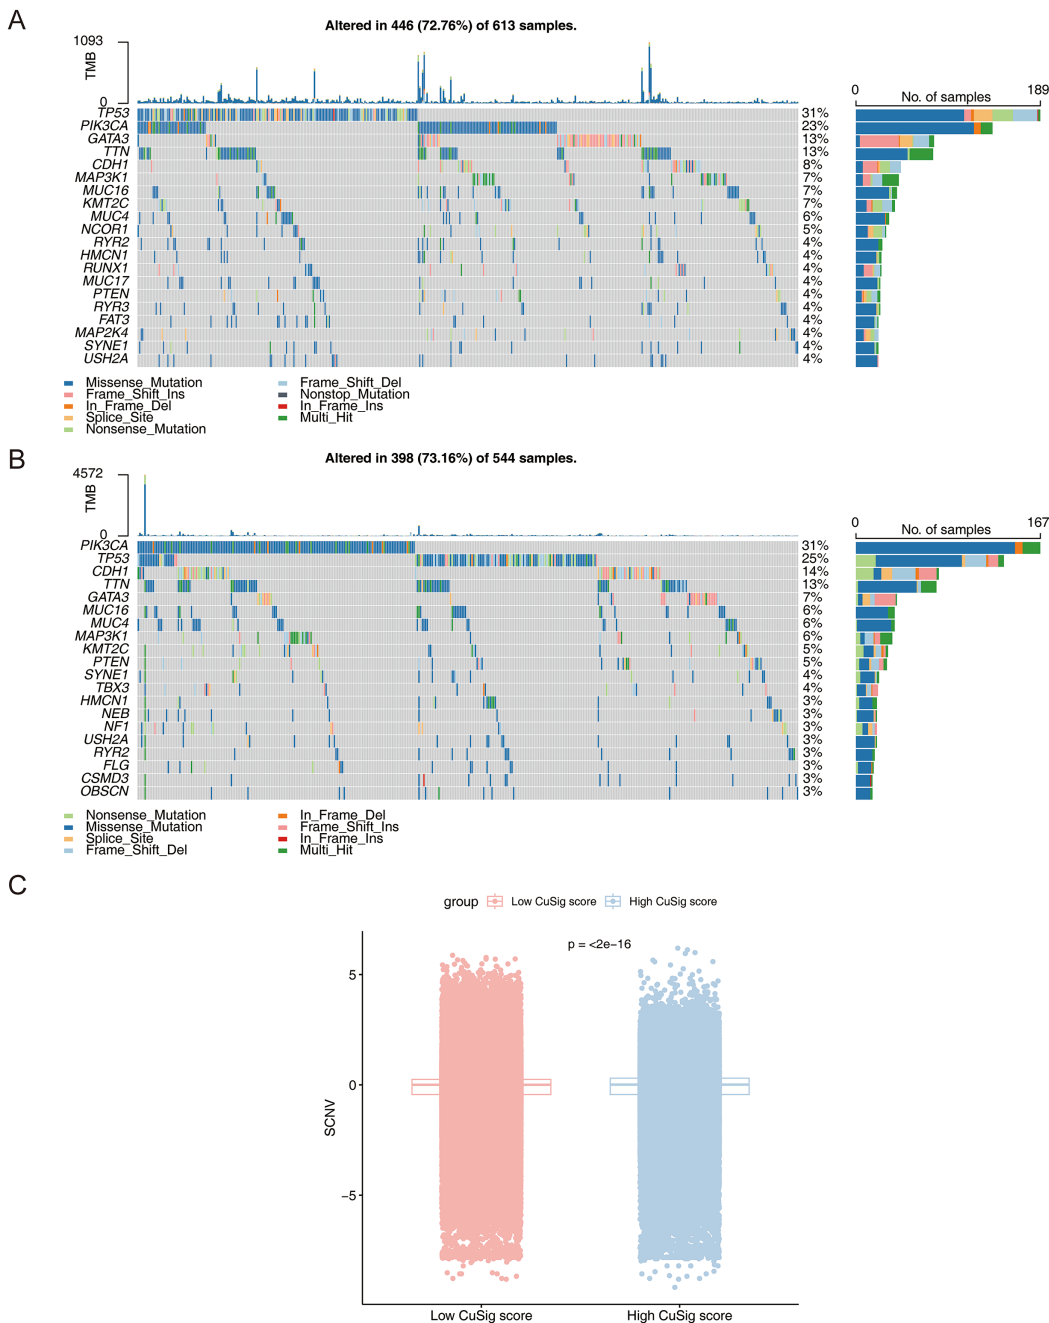 A
Altered in 446 (72.76%) of 613 samples.
1093
TMB
0
0 No. of samples 189
TP53 31%
PIK3CA 23%
GATA3 13%
TTN 13%
CDH1 8%
MAP3K1 7%
MUC16 7%
KMT2C 7%
MUC4 6%
NCOR1 5%
RYR2 4%
HMCN1 4%
RUNX1 4%
MUC17 4%
PTEN 4%
RYR3 4%
FAT3 4%
MAP2K4 4%
SYNE1 4%
USH2A 4%
Missense_Mutation Frame_Shift_Del
Frame_Shift_Ins Nonstop_Mutation
In_Frame_Del In_Frame_Ins
Splice_Site Multi_Hit
Nonsense_Mutation
B
Altered in 398 (73.16%) of 544 samples.
4572
TMB
0
0 No. of samples 167
PIK3CA 31%
TP53 25%
CDH1 14%
TTN 13%
GATA3 7%
MUC16 6%
MUC4 6%
MAP3K1 6%
KMT2C 5%
PTEN 5%
SYNE1 4%
TBX3 4%
HMCN1 3%
NEB 3%
NF1 3%
USH2A 3%
RYR2 3%
FLG 3%
CSMD3 3%
OBSCN 3%
Nonsense_Mutation In_Frame_Del
Missense_Mutation Frame_Shift_Ins
Splice_Site In_Frame_Ins
Frame_Shift_Del Multi_Hit
C
group Low CuSig score High CuSig score
p = <2e−16
5
0
−5
SCNV
Low CuSig score High CuSig score